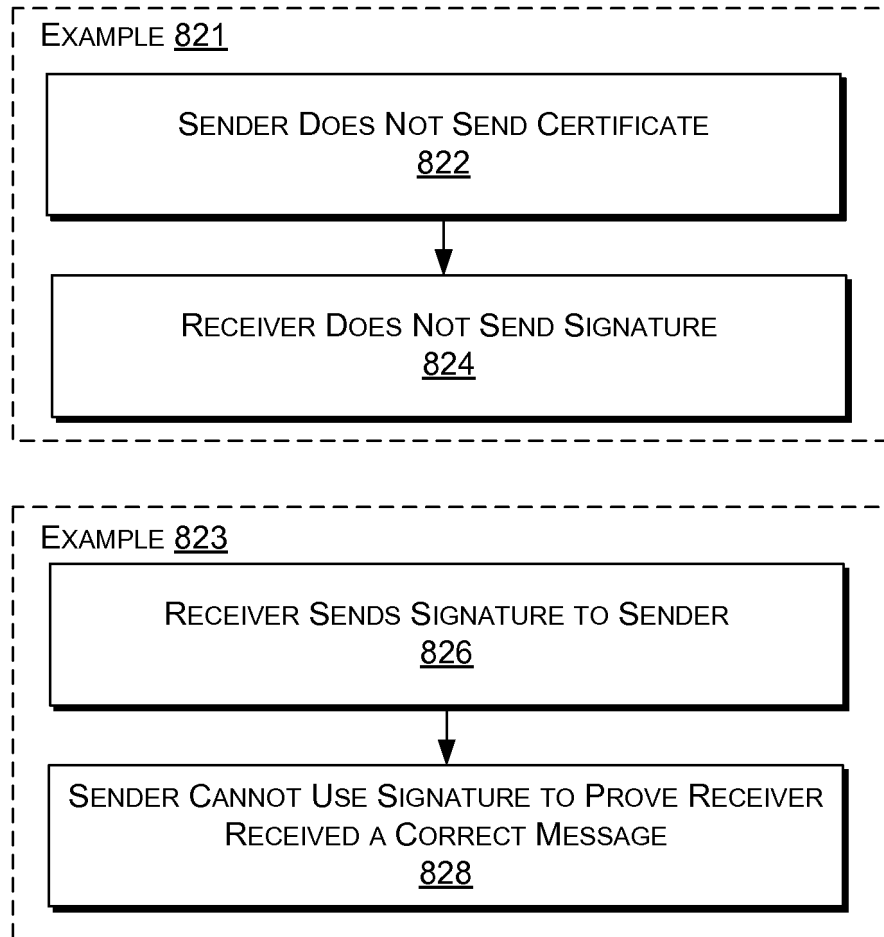 EXAMPLE 821
SENDER DOES NOT SEND CERTIFICATE
822
RECEIVER DOES NOT SEND SIGNATURE
824
EXAMPLE 823
RECEIVER SENDS SIGNATURE TO SENDER
826
SENDER CANNOT USE SIGNATURE TO PROVE RECEIVER
RECEIVED A CORRECT MESSAGE
828